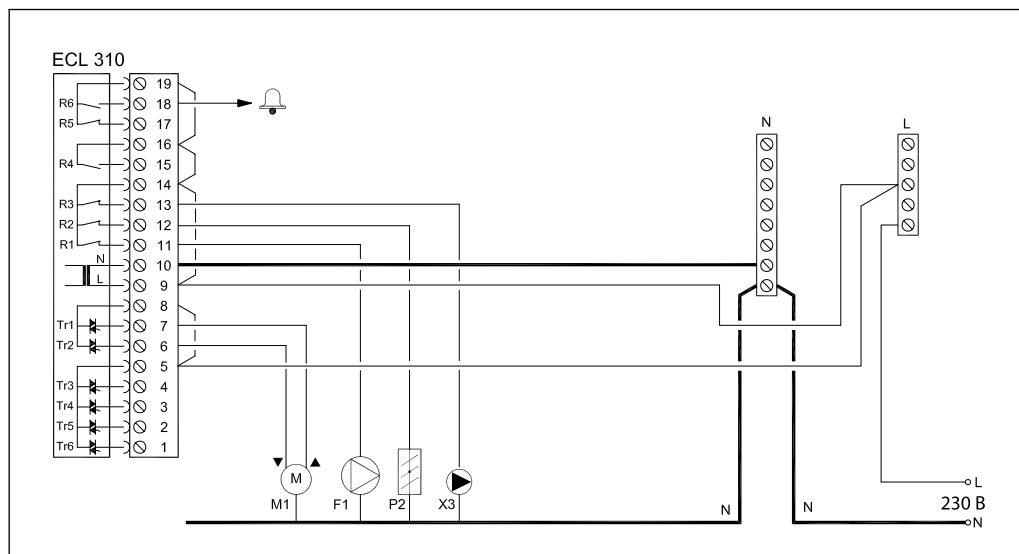 ECL 310
19
R6 18
R5 17
16
R4 15
14
R3 13
R2 12
R1 11
N 10
L 9
8
Tr1 7
Tr2 6
5
Tr3 4
Tr4 3
Tr5 2
Tr6 1
N
L
M
M1 F1 P2 X3
N N
L
230 В
N